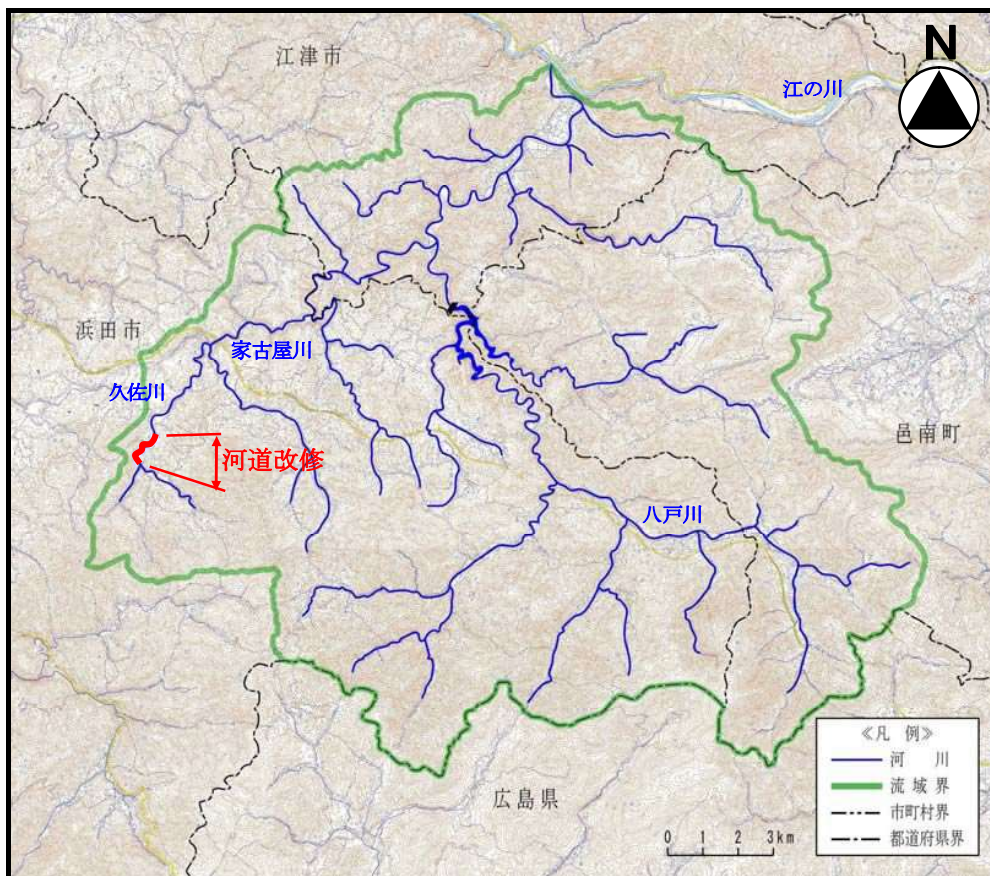 江津市
N
江の川
浜田市
家古屋川
久佐川
河道改修
邑南町
八戸川
広島県
《凡 例》
河 川
流 域 界
市町村界
都道府県界
0 1 2 3km